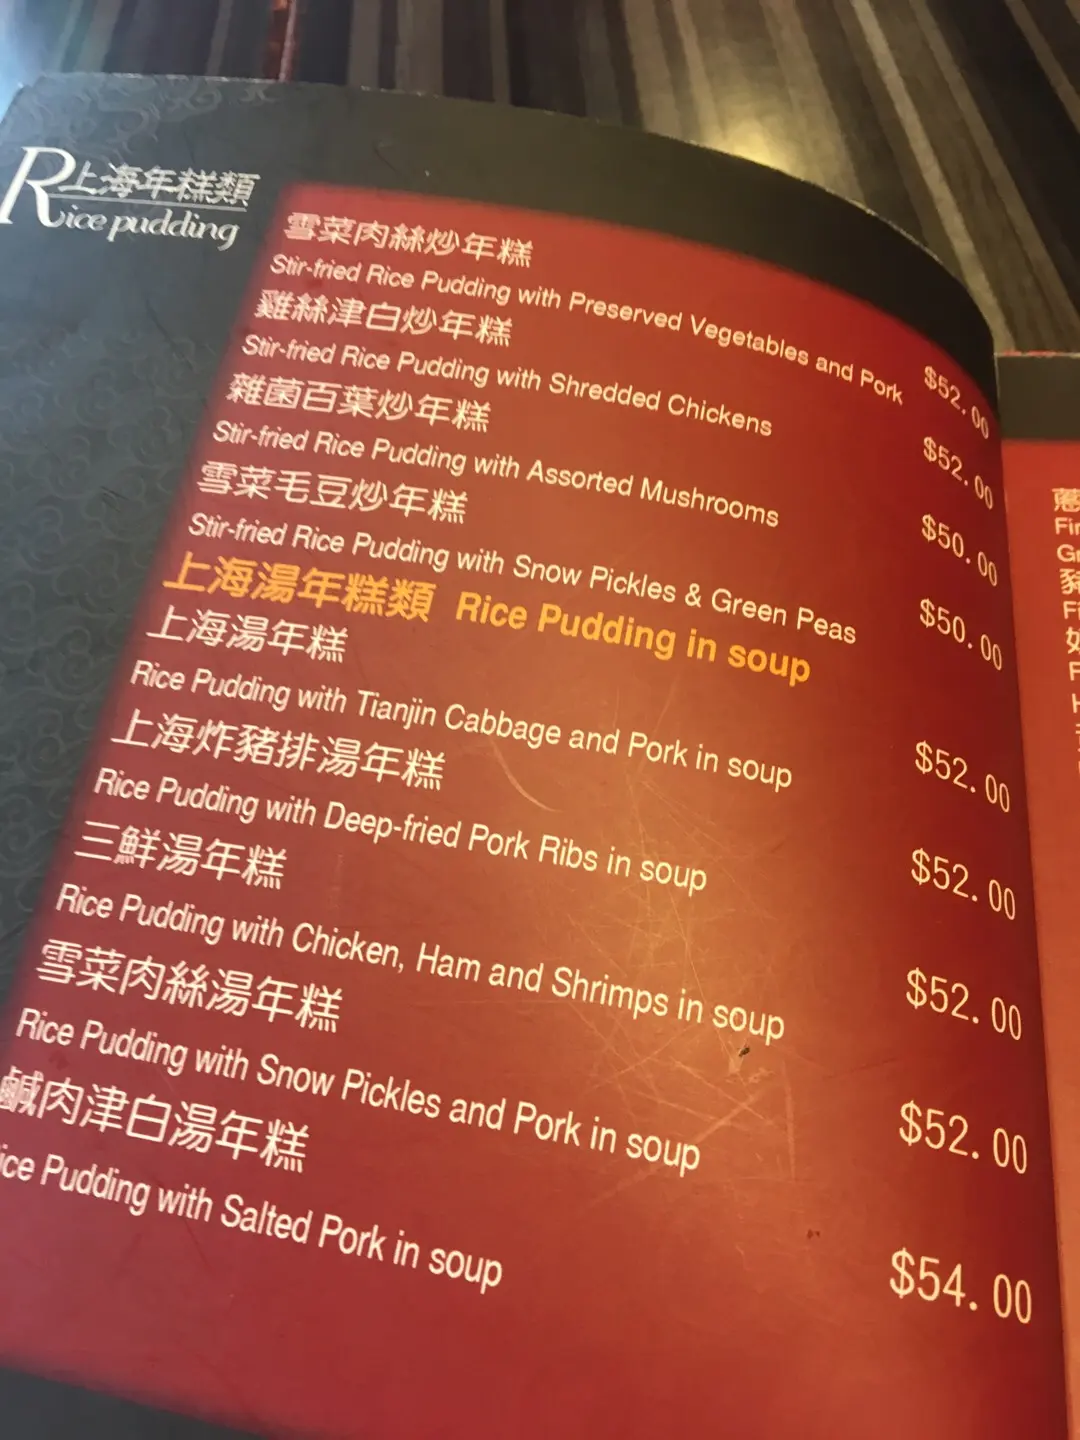 上海年糕類
Rice pudding
雪菜肉絲炒年糕
Stir-fried Rice Pudding with Preserved Vegetables and Pork $52.00
雞絲津白炒年糕
Stir-fried Rice Pudding with Shredded Chickens $52.00
雜菌百葉炒年糕
Stir-fried Rice Pudding with Assorted Mushrooms $50.00
雪菜毛豆炒年糕
Stir-fried Rice Pudding with Snow Pickles & Green Peas $50.00
上海湯年糕類 Rice Pudding in soup
上海湯年糕
Rice Pudding with Tianjin Cabbage and Pork in soup $52.00
上海炸豬排湯年糕
Rice Pudding with Deep-fried Pork Ribs in soup $52.00
三鮮湯年糕
Rice Pudding with Chicken, Ham and Shrimps in soup $52.00
雪菜肉絲湯年糕
Rice Pudding with Snow Pickles and Pork in soup $52.00
鹹肉津白湯年糕
ice Pudding with Salted Pork in soup $54.00